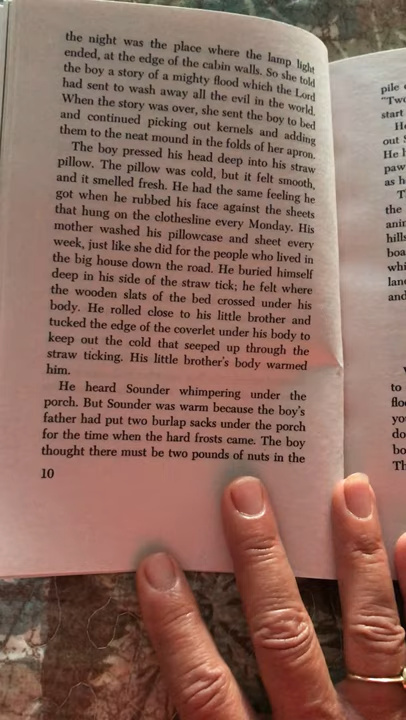 the night was the place where the lamp light
ended, at the edge of the cabin walls. So she told
the boy a story of a mighty flood which the Lord
had sent to wash away all the evil in the world.
When the story was over, she sent the boy to bed
and continued picking out kernels and adding
them to the neat mound in the folds of her apron.
The boy pressed his head deep into his straw
pillow. The pillow was cold, but it felt smooth,
and it smelled fresh. He had the same feeling he
got when he rubbed his face against the sheets
that hung on the clothesline every Monday. His
mother washed his pillowcase and sheet every
week, just like she did for the people who lived in
the big house down the road. He buried himself
deep in his side of the straw tick; he felt where
the wooden slats of the bed crossed under his
body. He rolled close to his little brother and
tucked the edge of the coverlet under his body to
keep out the cold that seeped up through the
straw ticking. His little brother's body warmed
him.
He heard Sounder whimpering under the
porch. But Sounder was warm because the boy's
father had put two burlap sacks under the porch
for the time when the hard frosts came. The boy
thought there must be two pounds of nuts in the
10
pile
"Two
start
He
out
He
paw
as
the
hills
and
to
Th